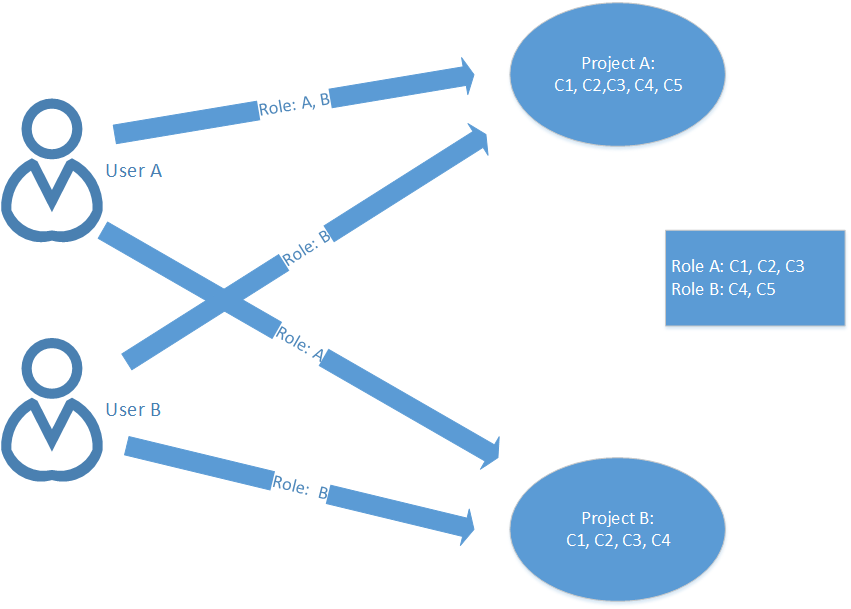 Project A:
C1, C2,C3, C4, C5
Role: A, B
User A
Role: B
Role A: C1, C2, C3
Role B: C4, C5
Role: A
User B
Role:  B
Project B:
C1, C2, C3, C4